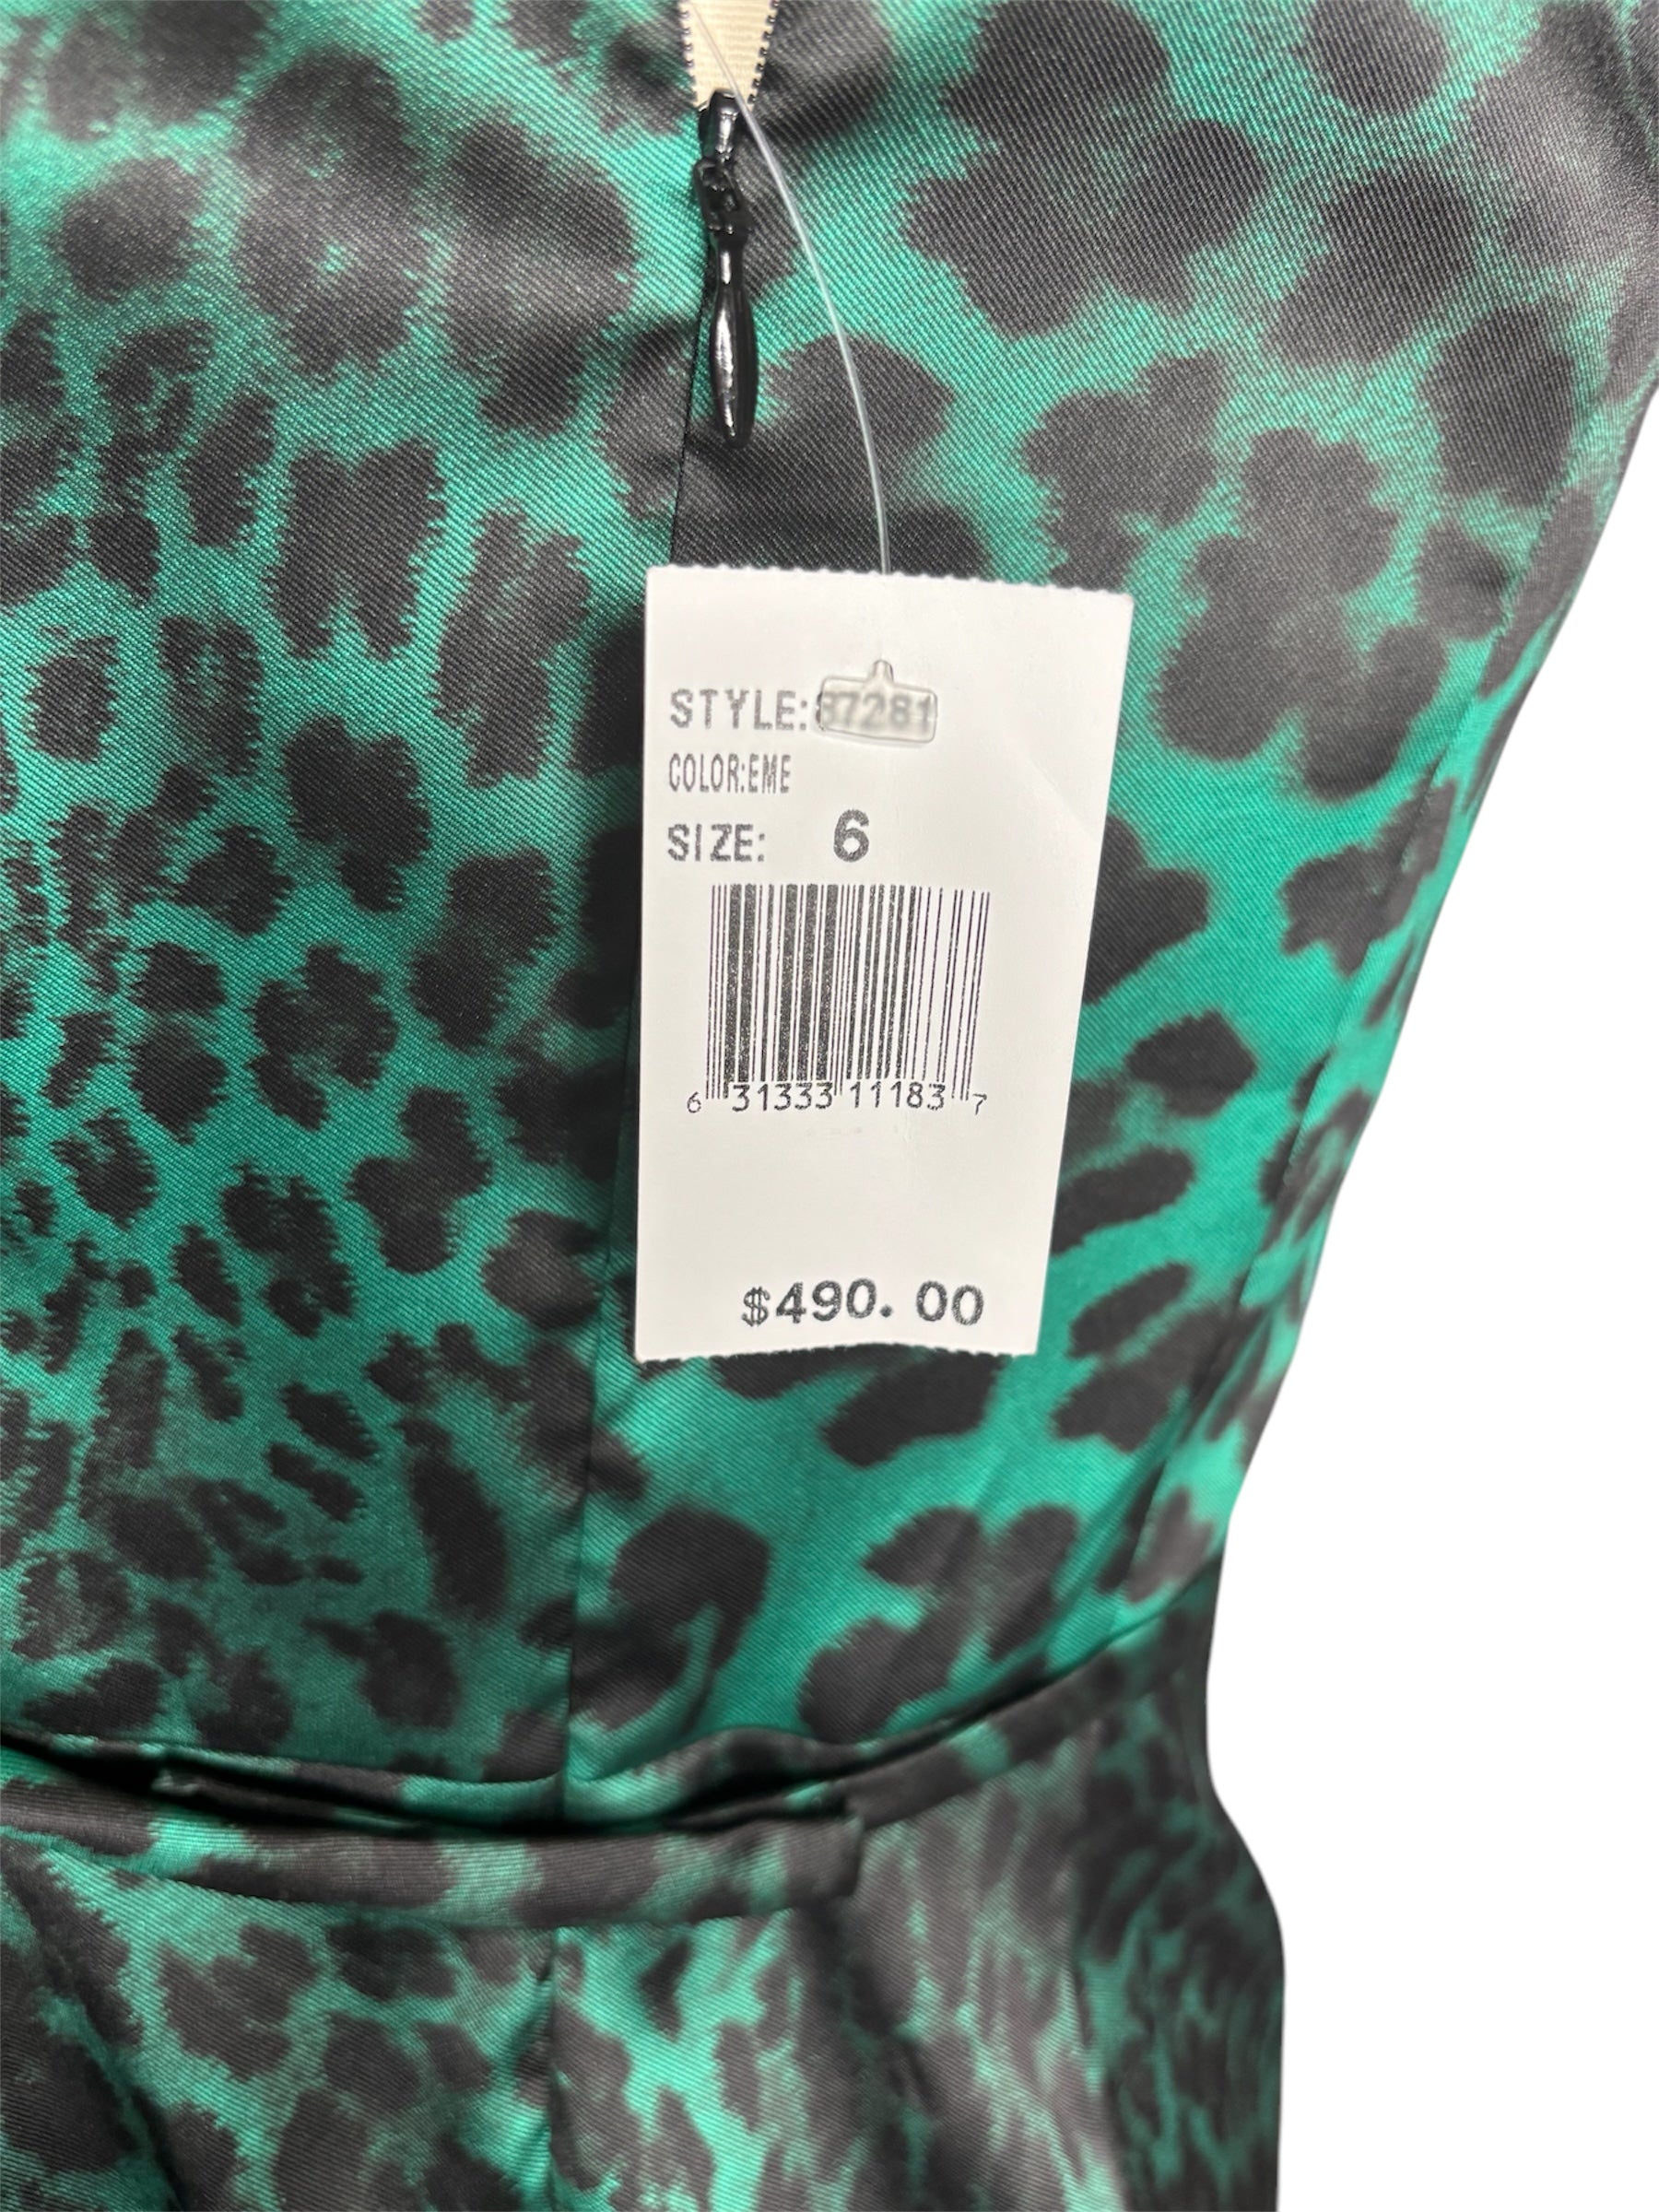 STYLE:87281
COLOR:EME
SIZE: 6
6 31333 11183 7
$490.00